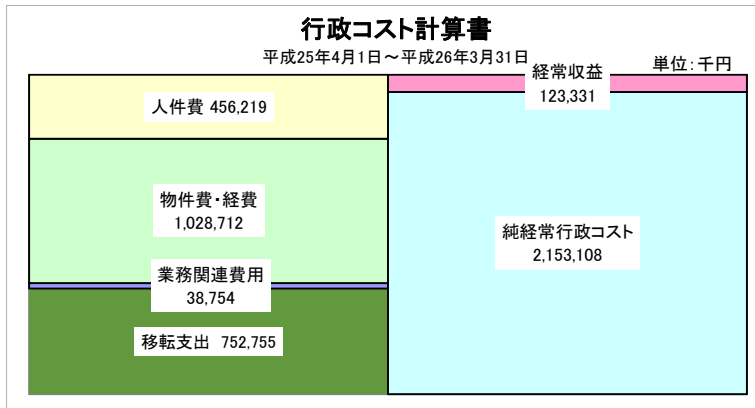 行政コスト計算書
平成25年4月1日～平成26年3月31日
単位：千円
人件費 456,219
物件費・経費
1,028,712
業務関連費用
38,754
移転支出 752,755
経常収益
123,331
純経常行政コスト
2,153,108